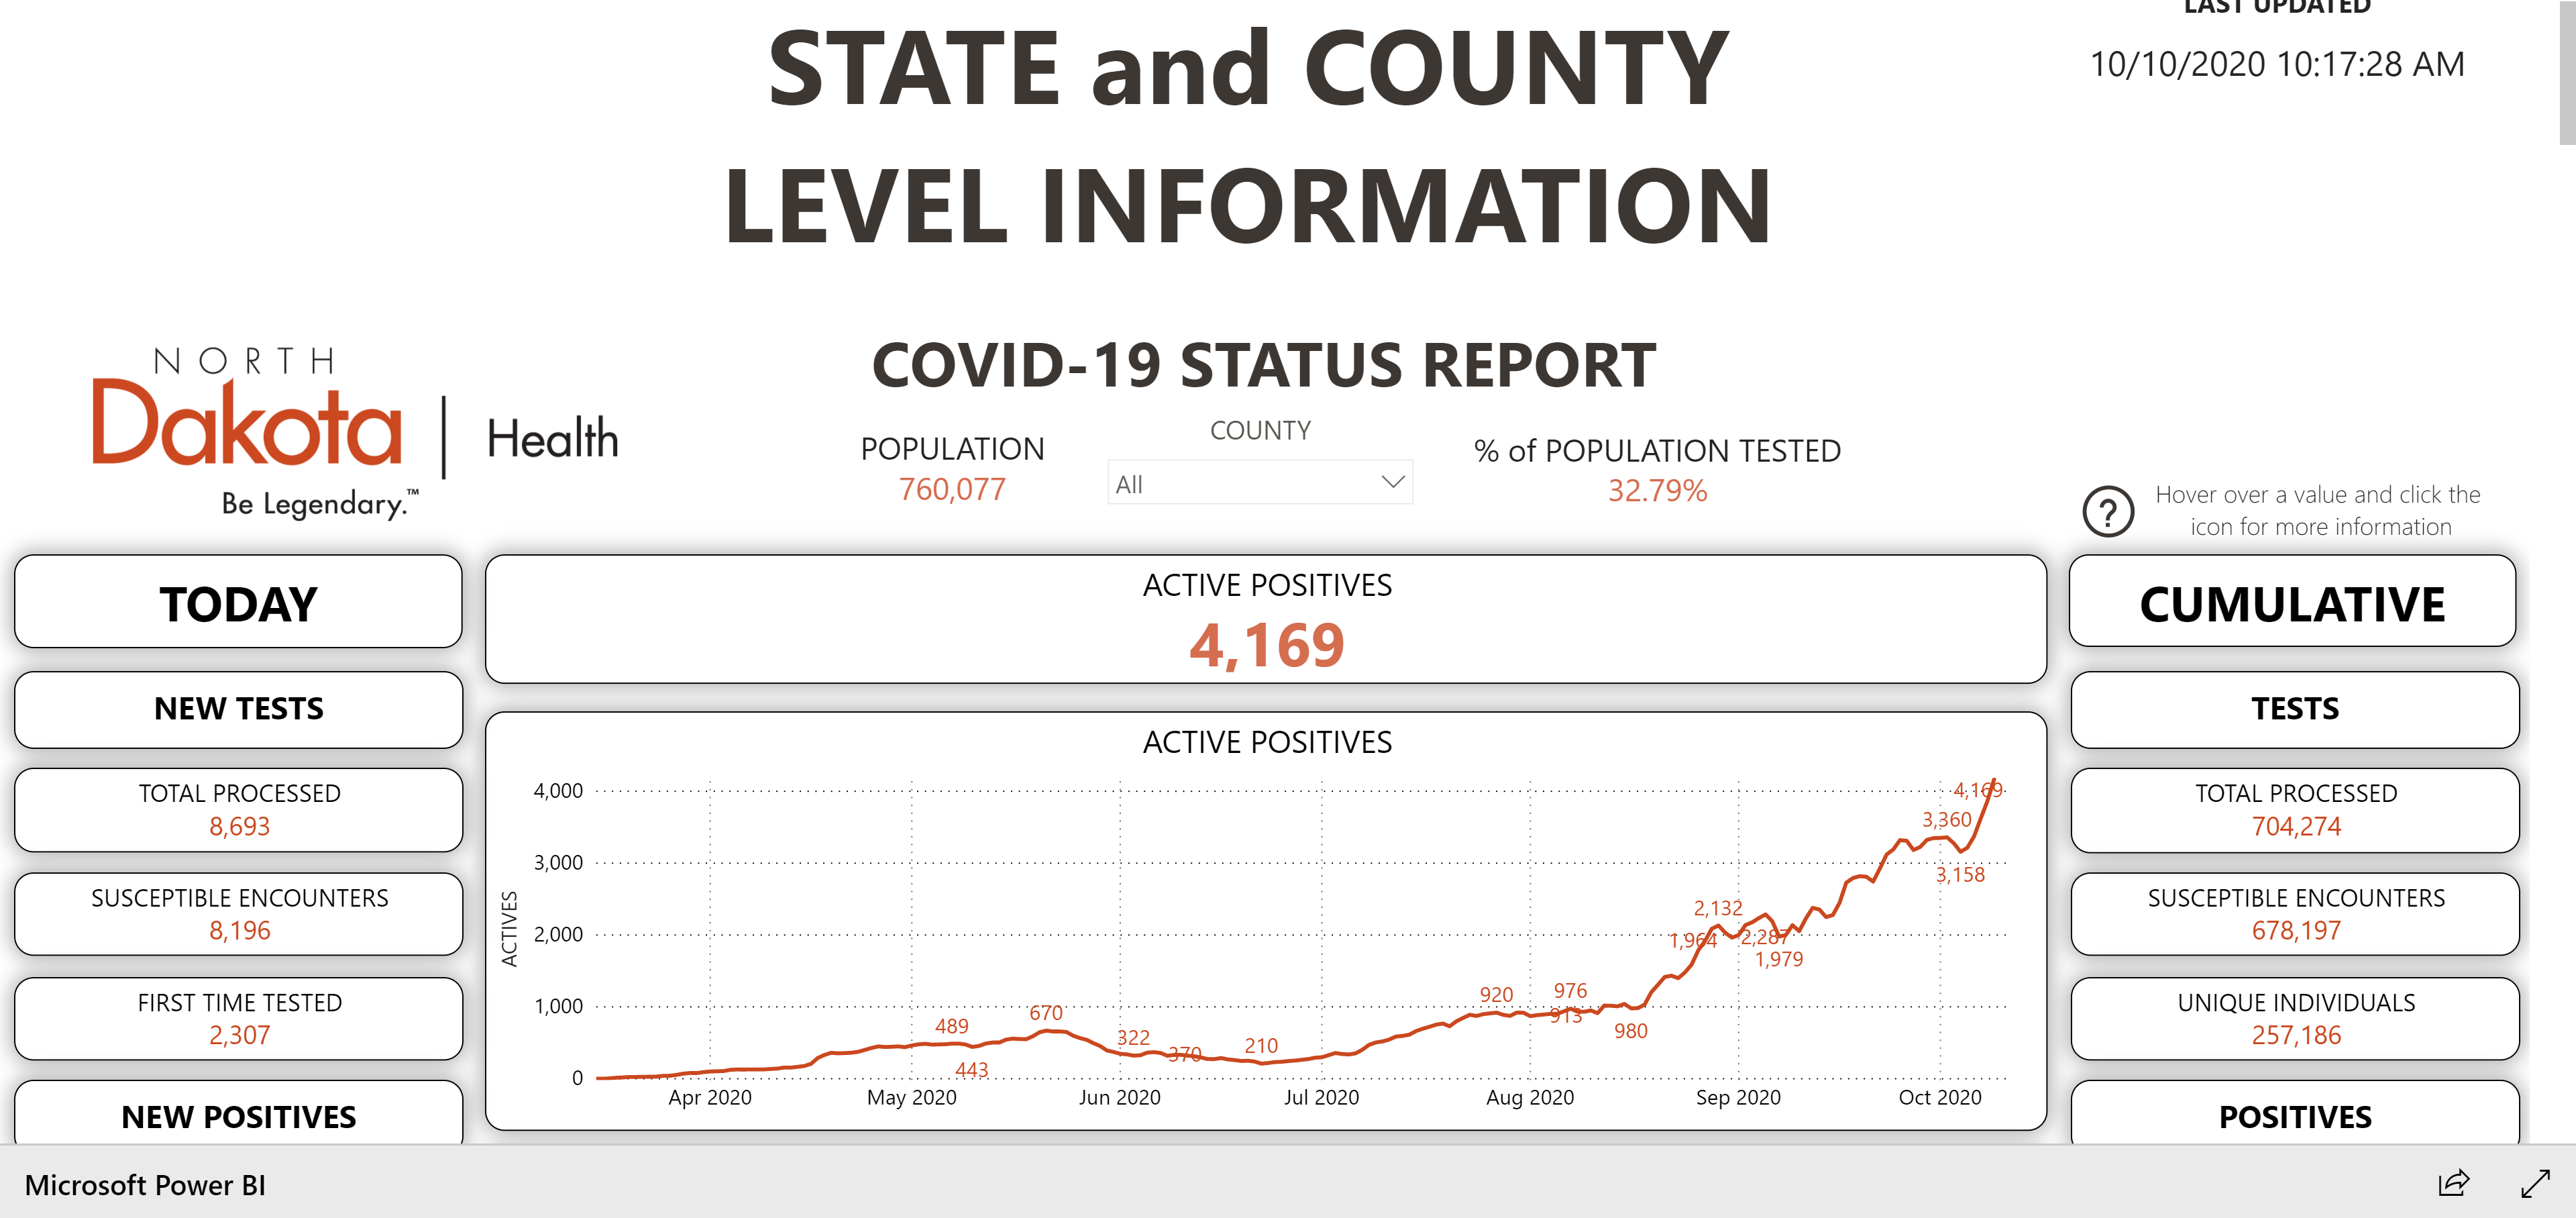 LAST UPDATED
10/10/2020 10:17:28 AM
STATE and COUNTY
LEVEL INFORMATION
NORTH
Dakota
Be Legendary.™
Health
COVID-19 STATUS REPORT
POPULATION
760,077
COUNTY
All
% of POPULATION TESTED
32.79%
Hover over a value and click the
icon for more information
?
TODAY
NEW TESTS
TOTAL PROCESSED
8,693
SUSCEPTIBLE ENCOUNTERS
8,196
FIRST TIME TESTED
2,307
NEW POSITIVES
ACTIVE POSITIVES
4,169
ACTIVE POSITIVES
ACTIVES
4,000
3,000
2,000
1,000
0
489
443
670
322
370
210
920
976
913
980
1,964
2,132
2,287
1,979
3,360
3,158
4,169
Apr 2020
May 2020
Jun 2020
Jul 2020
Aug 2020
Sep 2020
Oct 2020
CUMULATIVE
TESTS
TOTAL PROCESSED
704,274
SUSCEPTIBLE ENCOUNTERS
678,197
UNIQUE INDIVIDUALS
257,186
POSITIVES
Microsoft Power BI